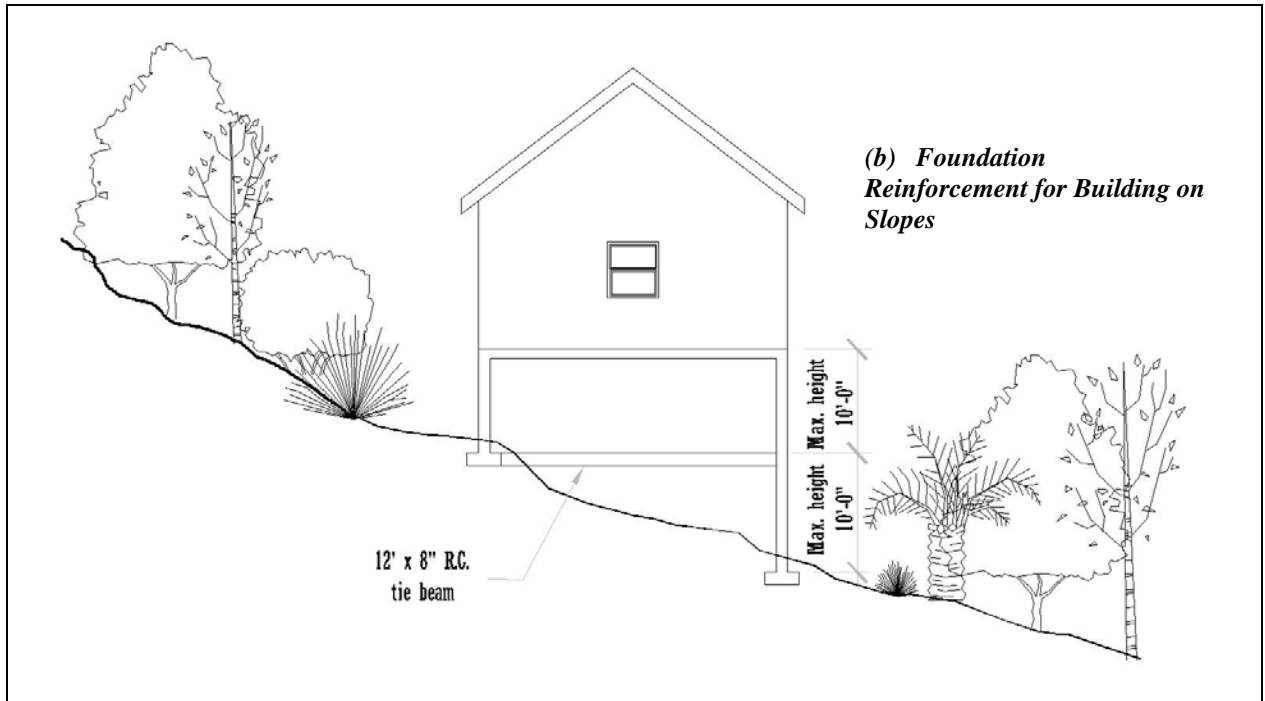 (b) Foundation
Reinforcement for Building on
Slopes
Max. height
10'-0"
Max. height
10'-0"
12' x 8" R.C.
tie beam